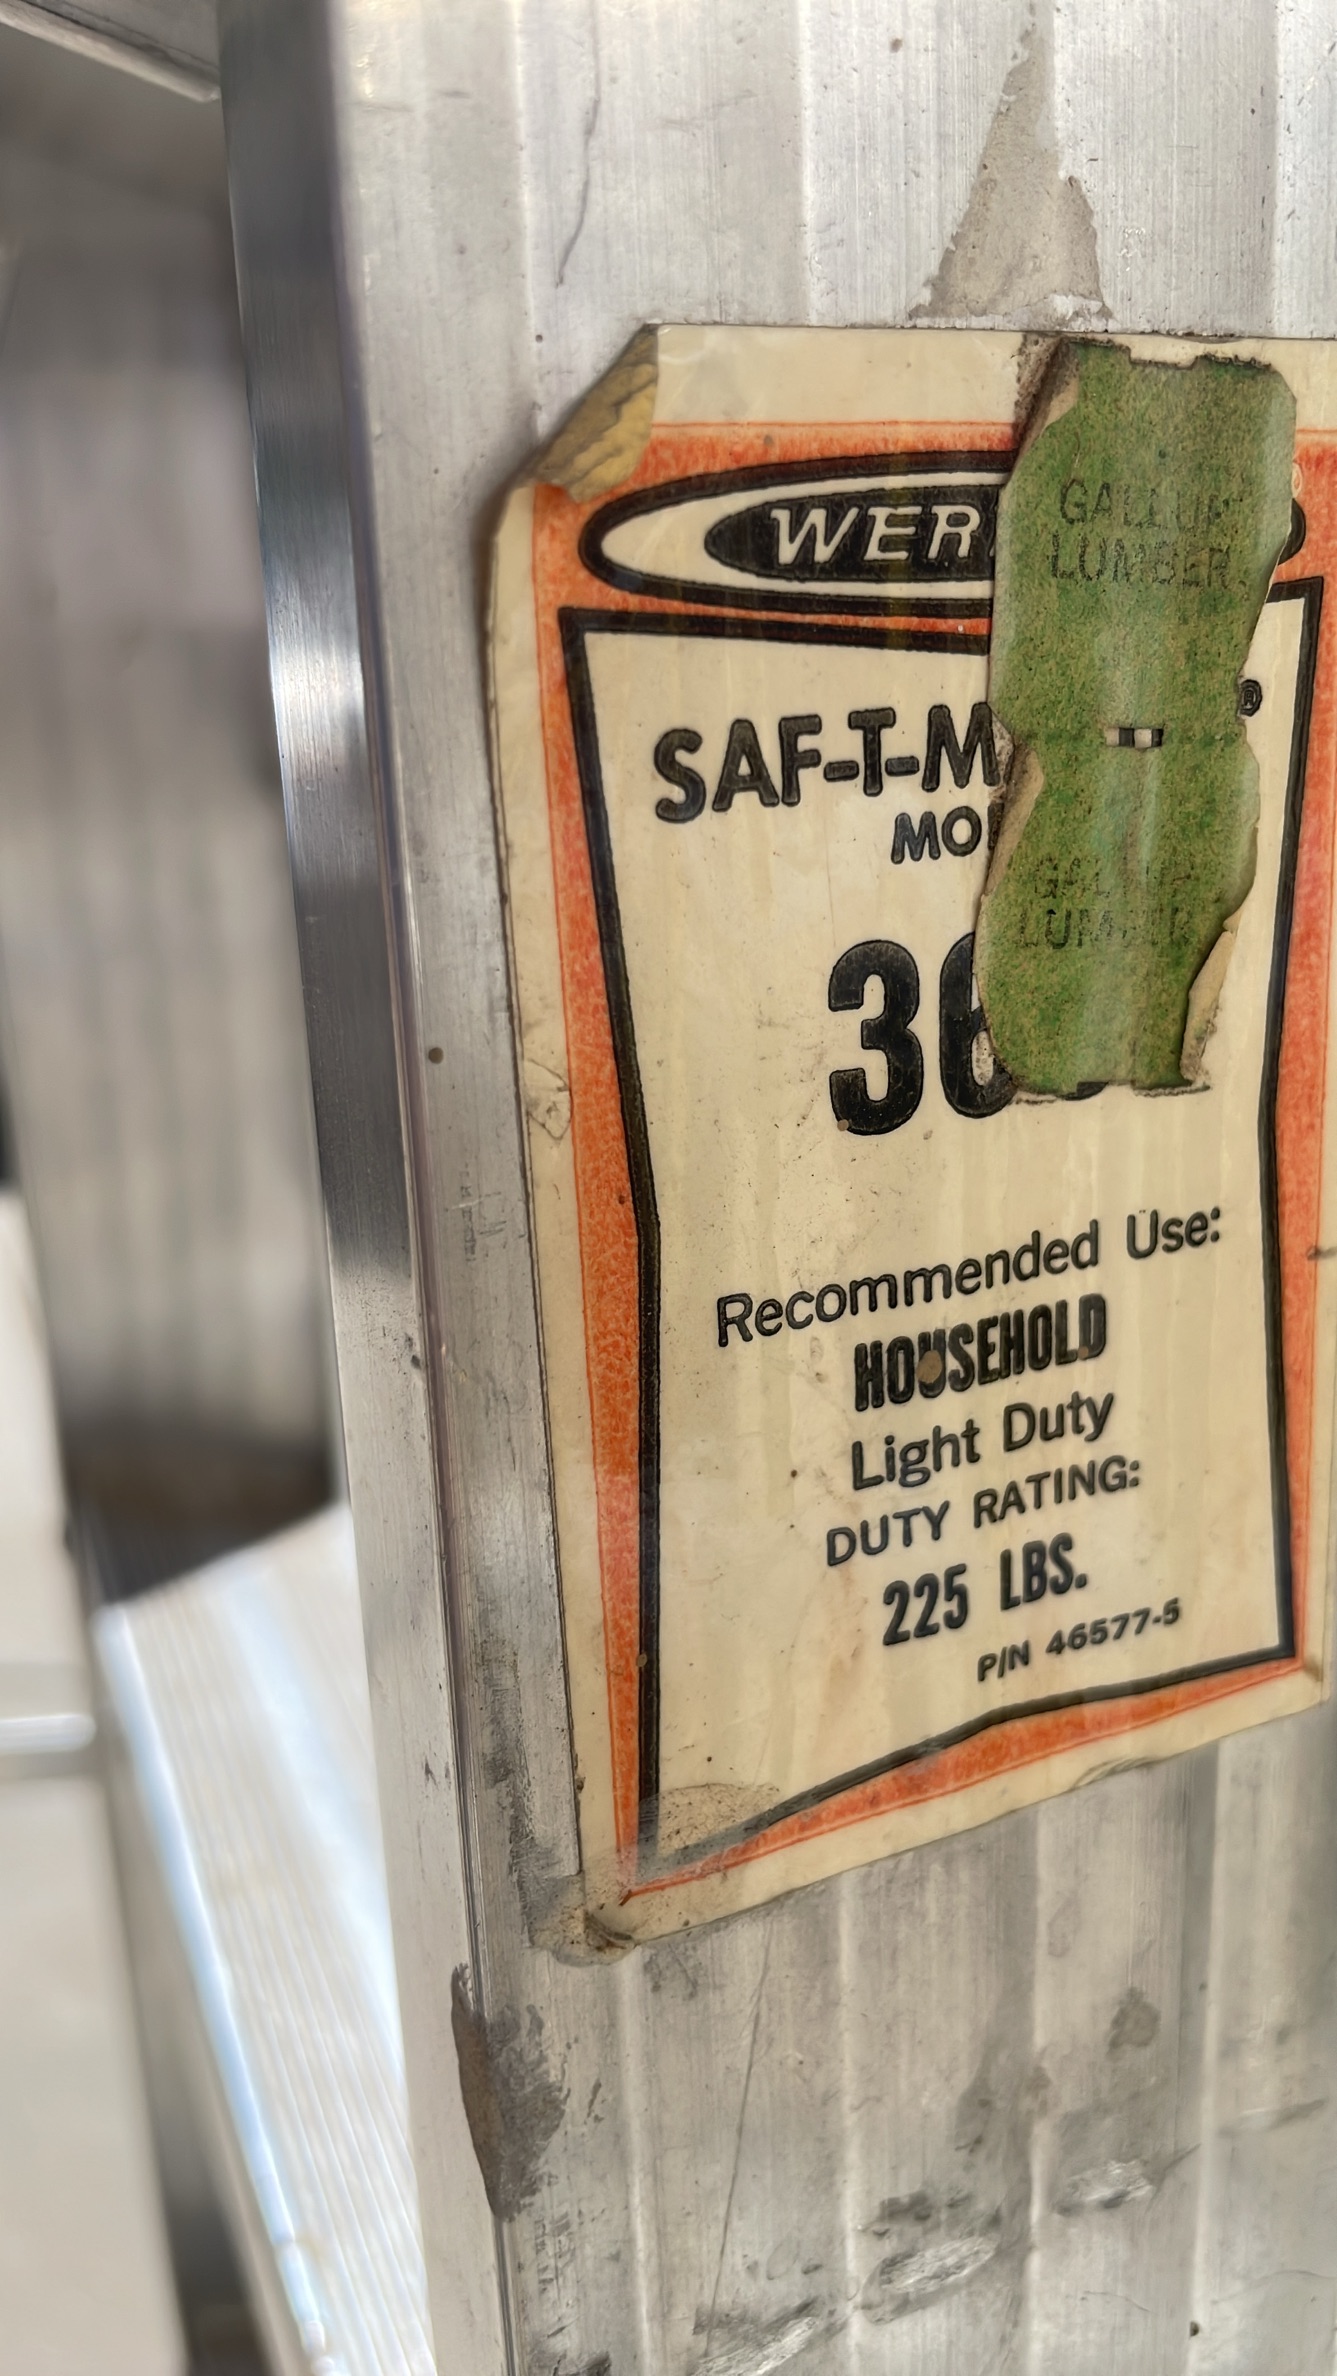 WER
®
SAF-T-M
®
MO
36
Recommended Use:
HOUSEHOLD
Light Duty
DUTY RATING:
225 LBS.
P/N 46577-5
GALLUP
LUMBER
GALLUP
LUMBER